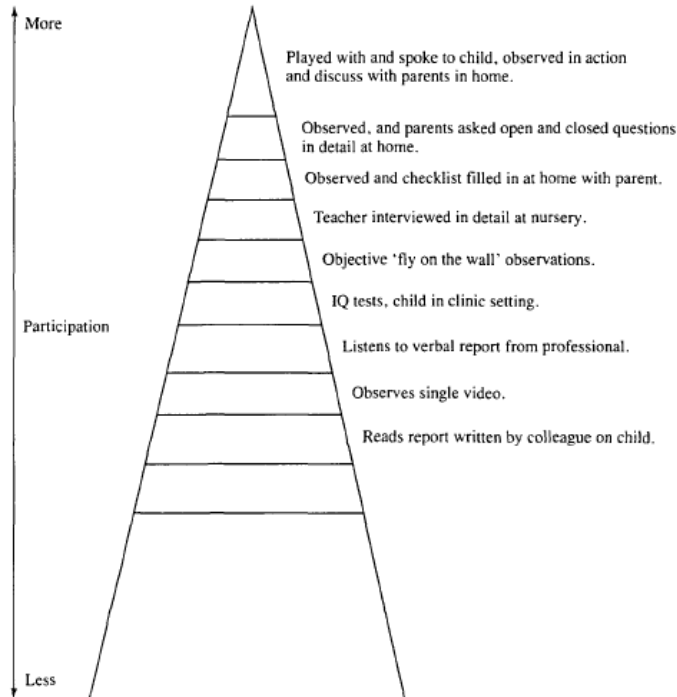 More
Played with and spoke to child, observed in action
and discuss with parents in home.
Observed, and parents asked open and closed questions
in detail at home.
Observed and checklist filled in at home with parent.
Teacher interviewed in detail at nursery.
Objective ‘fly on the wall’ observations.
IQ tests, child in clinic setting.
Participation
Listens to verbal report from professional.
Observes single video.
Reads report written by colleague on child.
Less